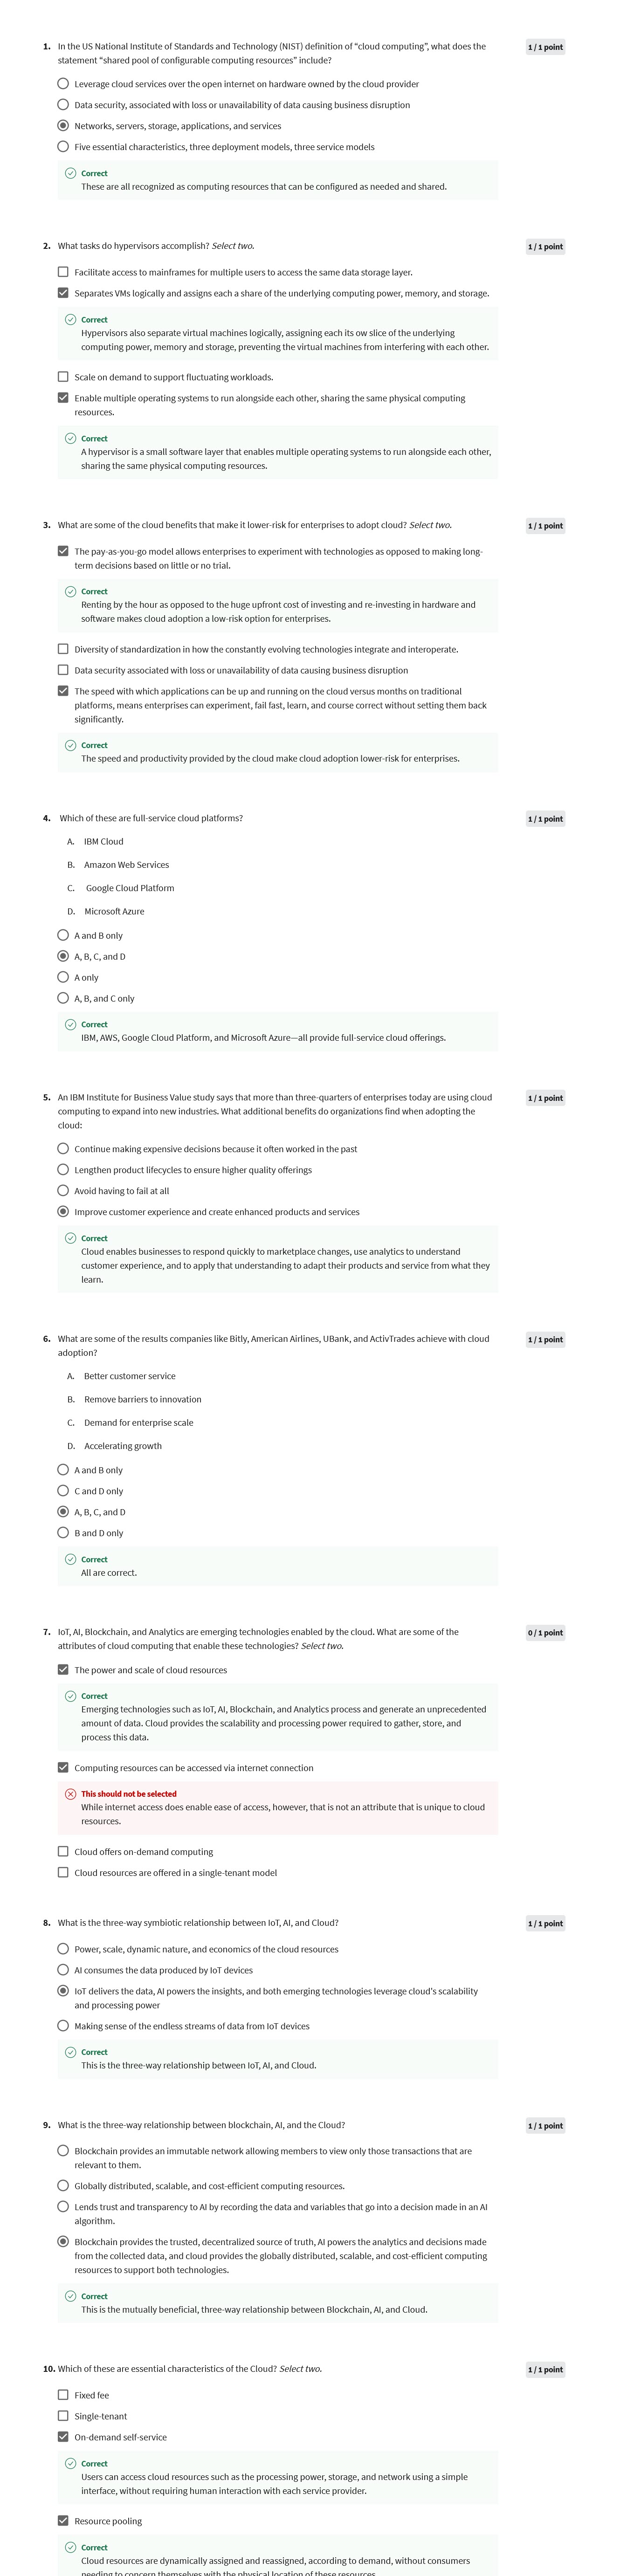 1. In the US National Institute of Standards and Technology (NIST) definition of “cloud computing”, what does the
statement “shared pool of configurable computing resources” include?
1 / 1 point
Leverage cloud services over the open internet on hardware owned by the cloud provider
Data security, associated with loss or unavailability of data causing business disruption
Networks, servers, storage, applications, and services
Five essential characteristics, three deployment models, three service models
Correct
These are all recognized as computing resources that can be configured as needed and shared.
2. What tasks do hypervisors accomplish? Select two.
1 / 1 point
Facilitate access to mainframes for multiple users to access the same data storage layer.
Separates VMs logically and assigns each a share of the underlying computing power, memory, and storage.
Correct
Hypervisors also separate virtual machines logically, assigning each its ow slice of the underlying
computing power, memory and storage, preventing the virtual machines from interfering with each other.
Scale on demand to support fluctuating workloads.
Enable multiple operating systems to run alongside each other, sharing the same physical computing
resources.
Correct
A hypervisor is a small software layer that enables multiple operating systems to run alongside each other,
sharing the same physical computing resources.
3. What are some of the cloud benefits that make it lower-risk for enterprises to adopt cloud? Select two.
1 / 1 point
The pay-as-you-go model allows enterprises to experiment with technologies as opposed to making long-
term decisions based on little or no trial.
Correct
Renting by the hour as opposed to the huge upfront cost of investing and re-investing in hardware and
software makes cloud adoption a low-risk option for enterprises.
Diversity of standardization in how the constantly evolving technologies integrate and interoperate.
Data security associated with loss or unavailability of data causing business disruption
The speed with which applications can be up and running on the cloud versus months on traditional
platforms, means enterprises can experiment, fail fast, learn, and course correct without setting them back
significantly.
Correct
The speed and productivity provided by the cloud make cloud adoption lower-risk for enterprises.
4. Which of these are full-service cloud platforms?
1 / 1 point
A. IBM Cloud
B. Amazon Web Services
C. Google Cloud Platform
D. Microsoft Azure
A and B only
A, B, C, and D
A only
A, B, and C only
Correct
IBM, AWS, Google Cloud Platform, and Microsoft Azure—all provide full-service cloud offerings.
5. An IBM Institute for Business Value study says that more than three-quarters of enterprises today are using cloud
computing to expand into new industries. What additional benefits do organizations find when adopting the
cloud:
1 / 1 point
Continue making expensive decisions because it often worked in the past
Lengthen product lifecycles to ensure higher quality offerings
Avoid having to fail at all
Improve customer experience and create enhanced products and services
Correct
Cloud enables businesses to respond quickly to marketplace changes, use analytics to understand
customer experience, and to apply that understanding to adapt their products and service from what they
learn.
6. What are some of the results companies like Bitly, American Airlines, UBank, and ActivTrades achieve with cloud
adoption?
1 / 1 point
A. Better customer service
B. Remove barriers to innovation
C. Demand for enterprise scale
D. Accelerating growth
A and B only
C and D only
A, B, C, and D
B and D only
Correct
All are correct.
7. IoT, AI, Blockchain, and Analytics are emerging technologies enabled by the cloud. What are some of the
attributes of cloud computing that enable these technologies? Select two.
0 / 1 point
The power and scale of cloud resources
Correct
Emerging technologies such as IoT, AI, Blockchain, and Analytics process and generate an unprecedented
amount of data. Cloud provides the scalability and processing power required to gather, store, and
process this data.
Computing resources can be accessed via internet connection
This should not be selected
While internet access does enable ease of access, however, that is not an attribute that is unique to cloud
resources.
Cloud offers on-demand computing
Cloud resources are offered in a single-tenant model
8. What is the three-way symbiotic relationship between IoT, AI, and Cloud?
1 / 1 point
Power, scale, dynamic nature, and economics of the cloud resources
AI consumes the data produced by IoT devices
IoT delivers the data, AI powers the insights, and both emerging technologies leverage cloud's scalability
and processing power
Making sense of the endless streams of data from IoT devices
Correct
This is the three-way relationship between IoT, AI, and Cloud.
9. What is the three-way relationship between blockchain, AI, and the Cloud?
1 / 1 point
Blockchain provides an immutable network allowing members to view only those transactions that are
relevant to them.
Globally distributed, scalable, and cost-efficient computing resources.
Lends trust and transparency to AI by recording the data and variables that go into a decision made in an AI
algorithm.
Blockchain provides the trusted, decentralized source of truth, AI powers the analytics and decisions made
from the collected data, and cloud provides the globally distributed, scalable, and cost-efficient computing
resources to support both technologies.
Correct
This is the mutually beneficial, three-way relationship between Blockchain, AI, and Cloud.
10. Which of these are essential characteristics of the Cloud? Select two.
1 / 1 point
Fixed fee
Single-tenant
On-demand self-service
Correct
Users can access cloud resources such as the processing power, storage, and network using a simple
interface, without requiring human interaction with each service provider.
Resource pooling
Correct
Cloud resources are dynamically assigned and reassigned, according to demand, without consumers
needing to concern themselves with the physical location of these resources.